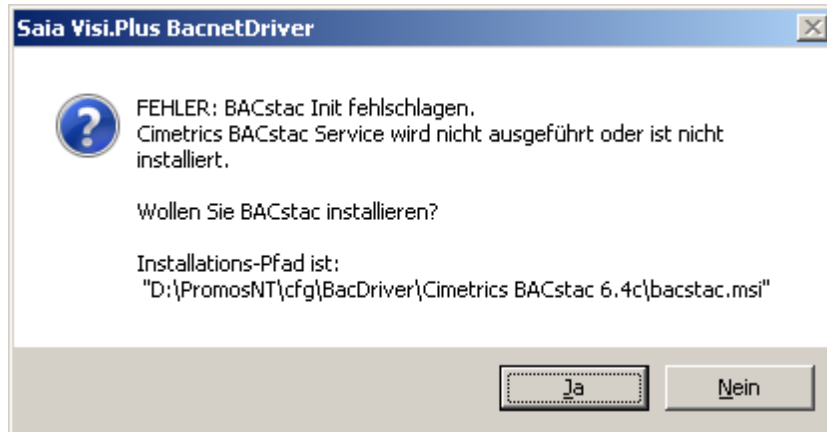 Saia Visi.Plus BacnetDriver
FEHLER: BACstac Init fehlschlagen.
Cimetrics BACstac Service wird nicht ausgeführt oder ist nicht
installiert.
Wollen Sie BACstac installieren?
Installations-Pfad ist:
"D:\PromosNT\cfg\BacDriver\Cimetrics BACstac 6.4c\bacstac.msi"
Ja
Nein